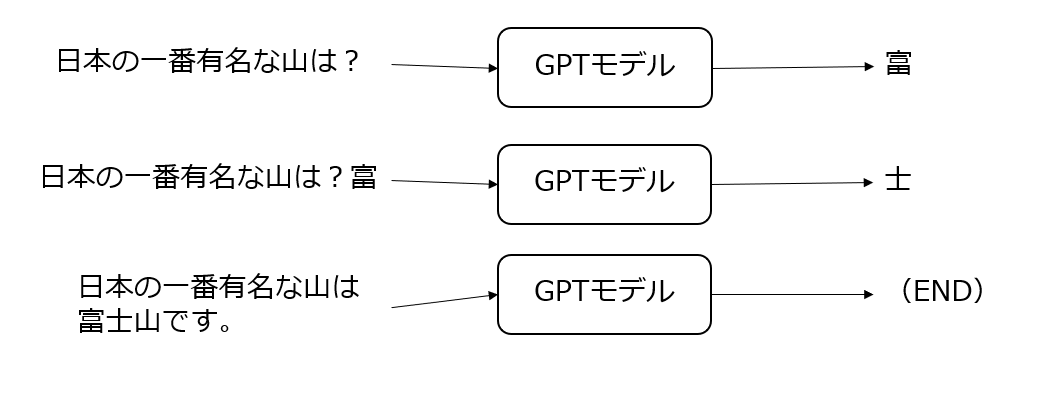 日本の一番有名な山は？
GPTモデル
富
日本の一番有名な山は？富
GPTモデル
士
日本の一番有名な山は
富士山です。
GPTモデル
（END）